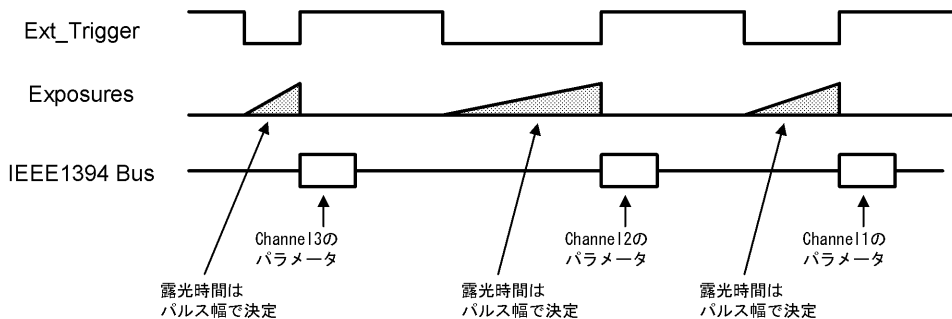 Ext_Trigger
Exposures
IEEE1394 Bus
Channel3の
パラメータ
Channel2の
パラメータ
Channel1の
パラメータ
露光時間は
パルス幅で決定
露光時間は
パルス幅で決定
露光時間は
パルス幅で決定